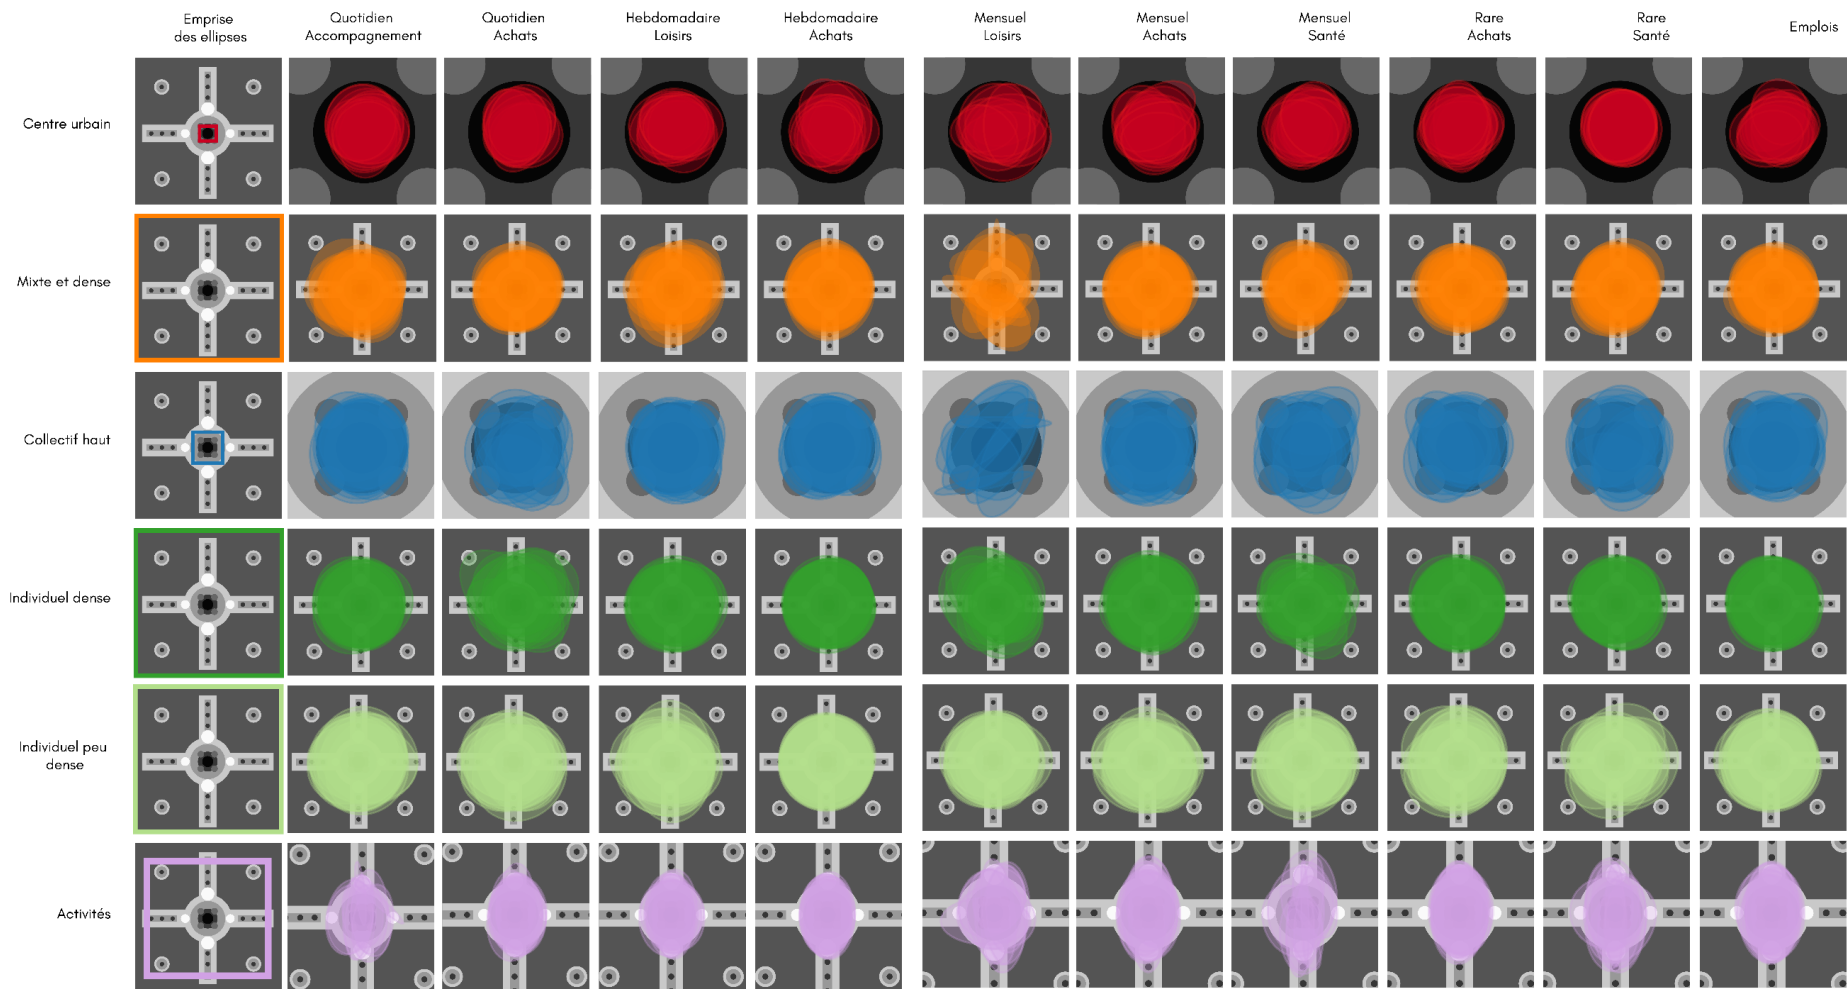 Emprise
des ellipses
Quotidien
Accompagnement
Quotidien
Achats
Hebdomadaire
Loisirs
Hebdomadaire
Achats
Mensuel
Loisirs
Mensuel
Achats
Mensuel
Santé
Rare
Achats
Rare
Santé
Emplois
Centre urbain
Mixte et dense
Collectif haut
Individuel dense
Individuel peu
dense
Activités